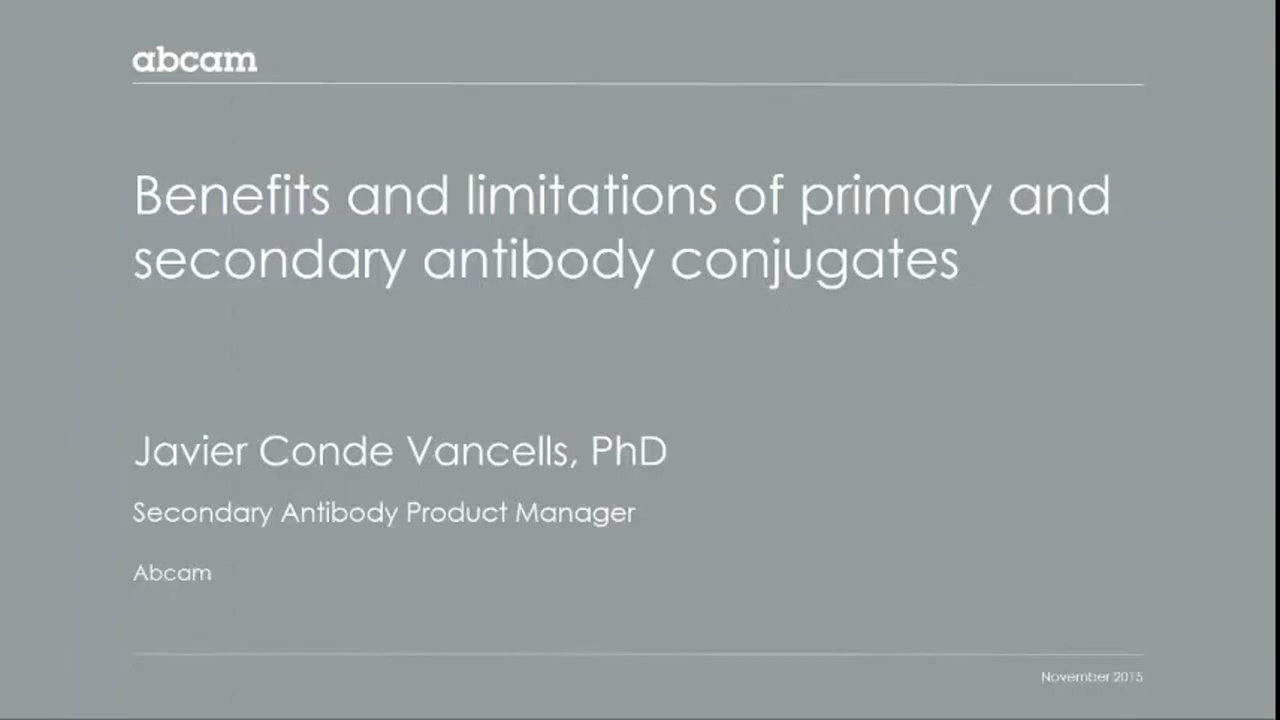 abcam
Benefits and limitations of primary and
secondary antibody conjugates
Javier Conde Vancells, PhD
Secondary Antibody Product Manager
Abcam
November 2015